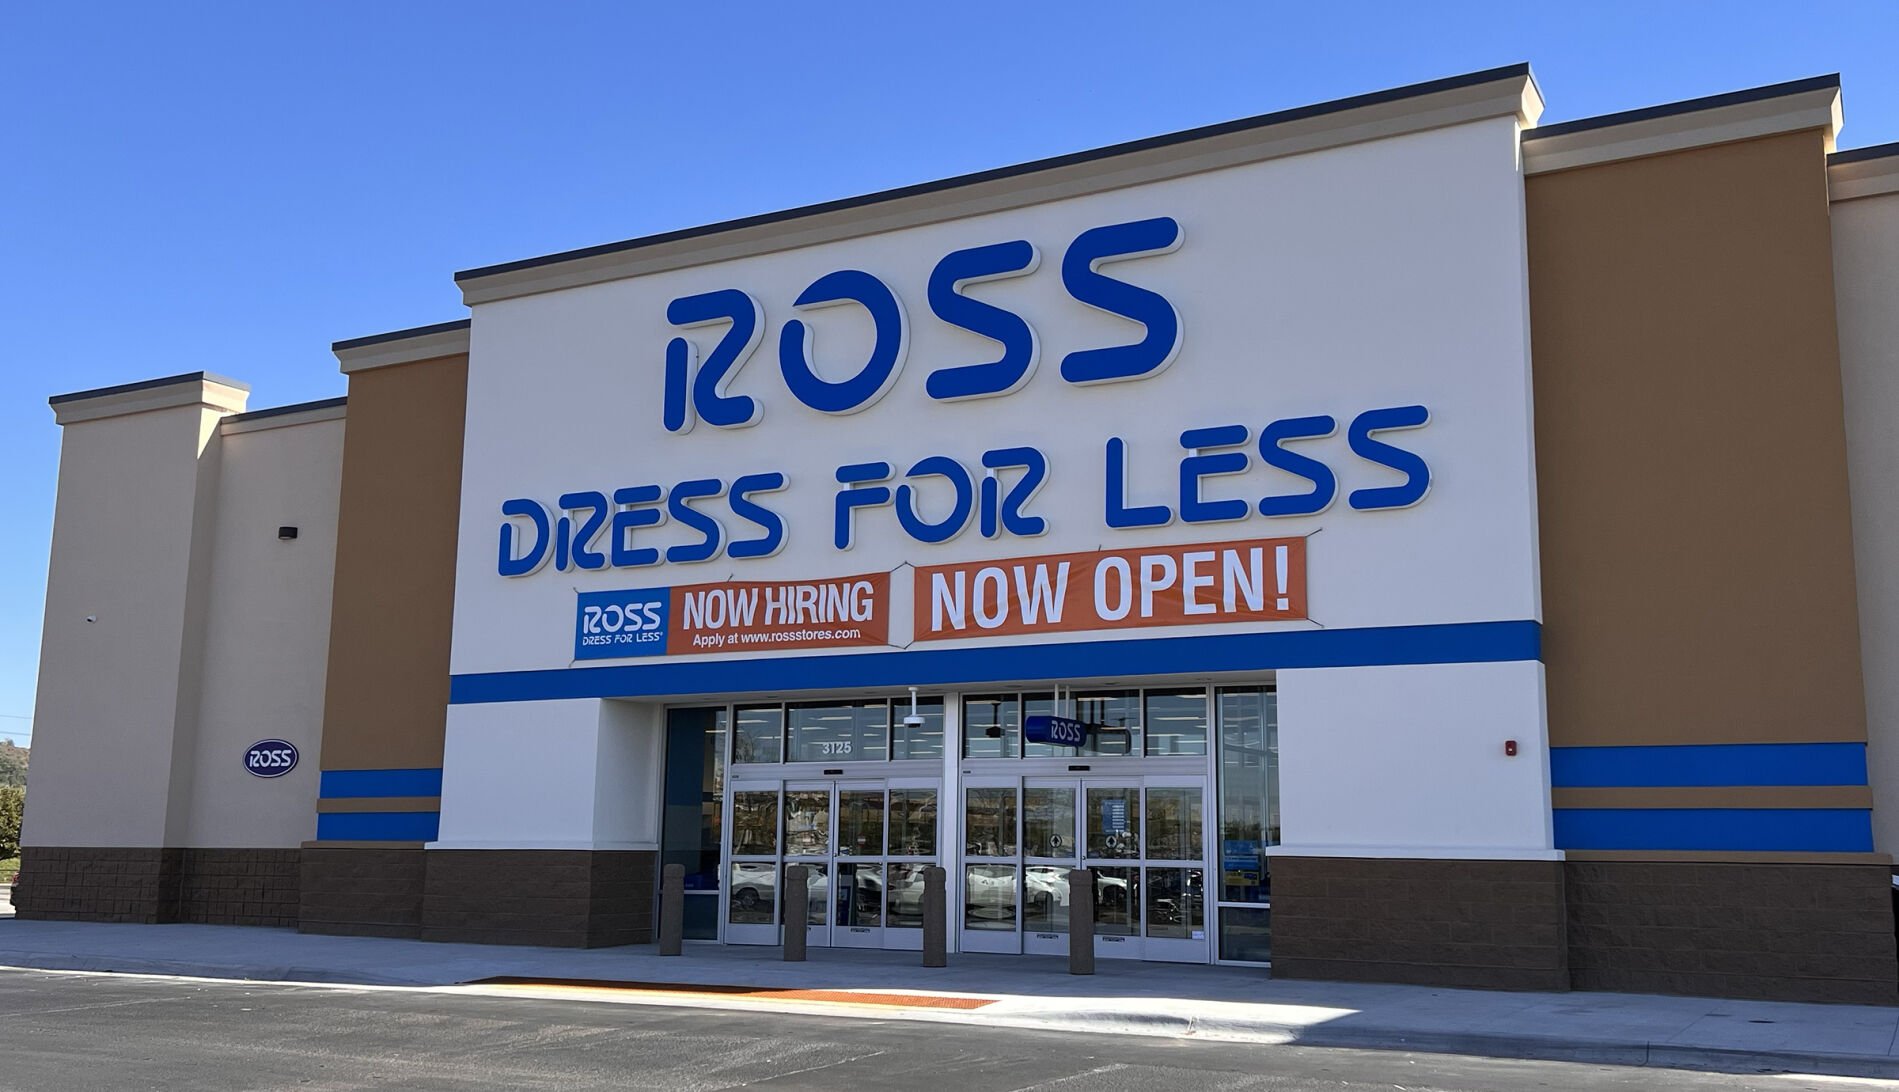 ROSS
DRESS FOR LESS
ROSS
DRESS FOR LESS®
NOW HIRING
Apply at www.rossstores.com
NOW OPEN!
3125
ROSS
ROSS